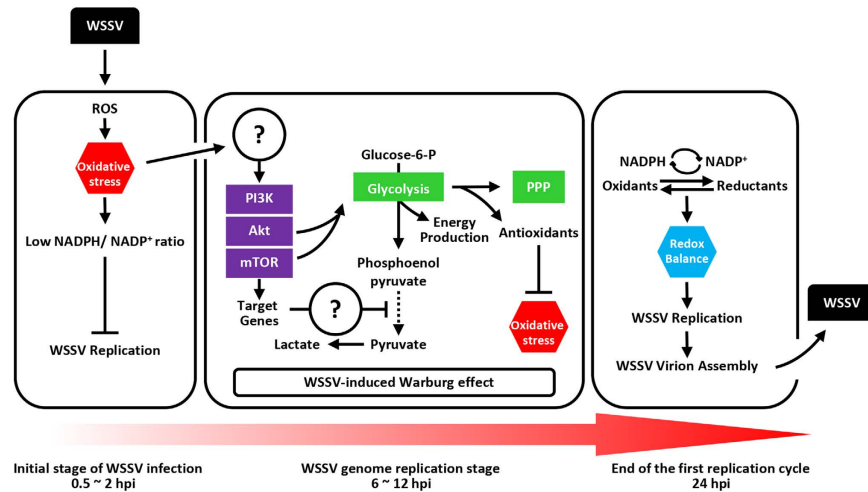 WSSV
ROS
Oxidative
stress
Low NADPH/ NADP⁺ ratio
WSSV Replication
?
PI3K
Akt
mTOR
Target
Genes
?
Glucose-6-P
Glycolysis
PPP
Energy
Production
Antioxidants
Phosphoenol
pyruvate
Oxidative
stress
Lactate
Pyruvate
WSSV-induced Warburg effect
NADPH
NADP⁺
Oxidants
Reductants
Redox
Balance
WSSV Replication
WSSV Virion Assembly
WSSV
Initial stage of WSSV infection
0.5 ~ 2 hpi
WSSV genome replication stage
6 ~ 12 hpi
End of the first replication cycle
24 hpi